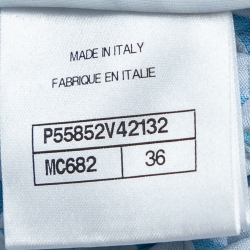 MADE IN ITALY
FABRIQUE EN ITALIE
P55852V42132
MC682 36